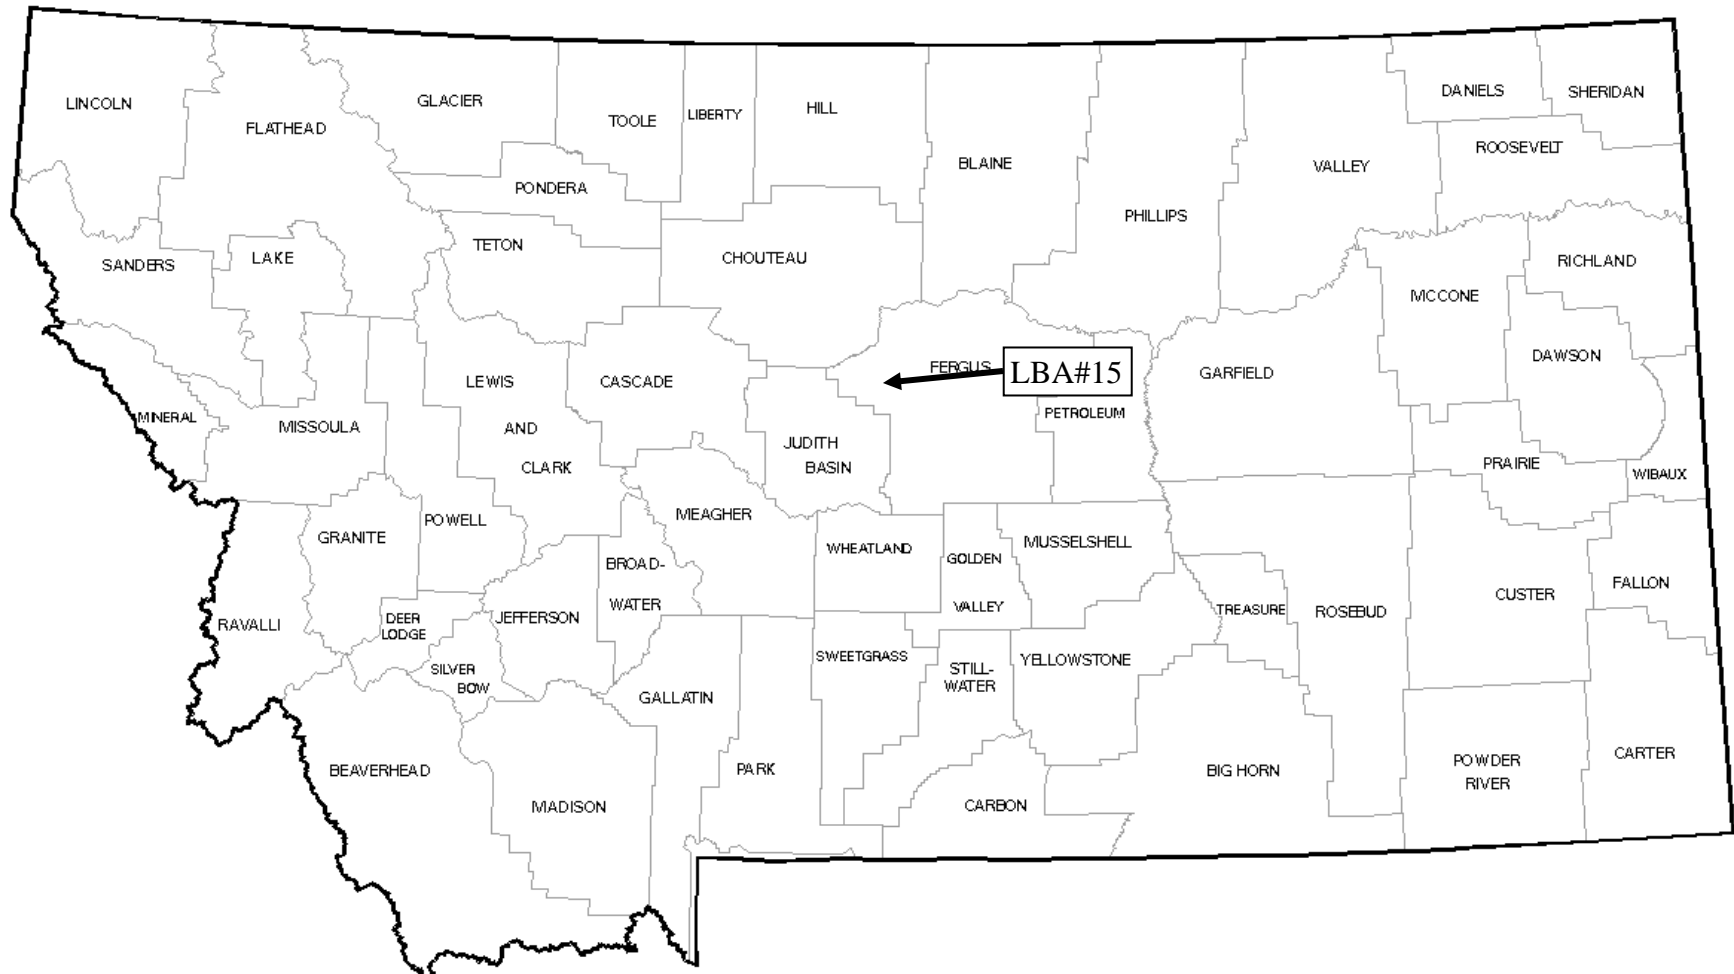 LINCOLN
FLATHEAD
GLACIER
TOOLE
LIBERTY
HILL
BLAINE
PHILLIPS
VALLEY
DANIELS
SHERIDAN
ROOSEVELT
PONDERA
TETON
CHOUTEAU
SANDERS
LAKE
RICHLAND
MCCONE
DAWSON
LEWIS
AND
CLARK
CASCADE
FERGUS
LBA#15
PETROLEUM
GARFIELD
MINERAL
MISSOULA
JUDITH
BASIN
PRAIRIE
WIBAUX
POWELL
GRANITE
MEAGHER
WHEATLAND
GOLDEN
VALLEY
MUSSELSHELL
BROAD-
WATER
CUSTER
FALLON
RAVALLI
DEER
LODGE
JEFFERSON
TREASURE
ROSEBUD
SILVER
BOW
SWEETGRASS
STILL-
WATER
YELLOWSTONE
GALLATIN
BEAVERHEAD
MADISON
PARK
CARBON
BIG HORN
POWDER
RIVER
CARTER